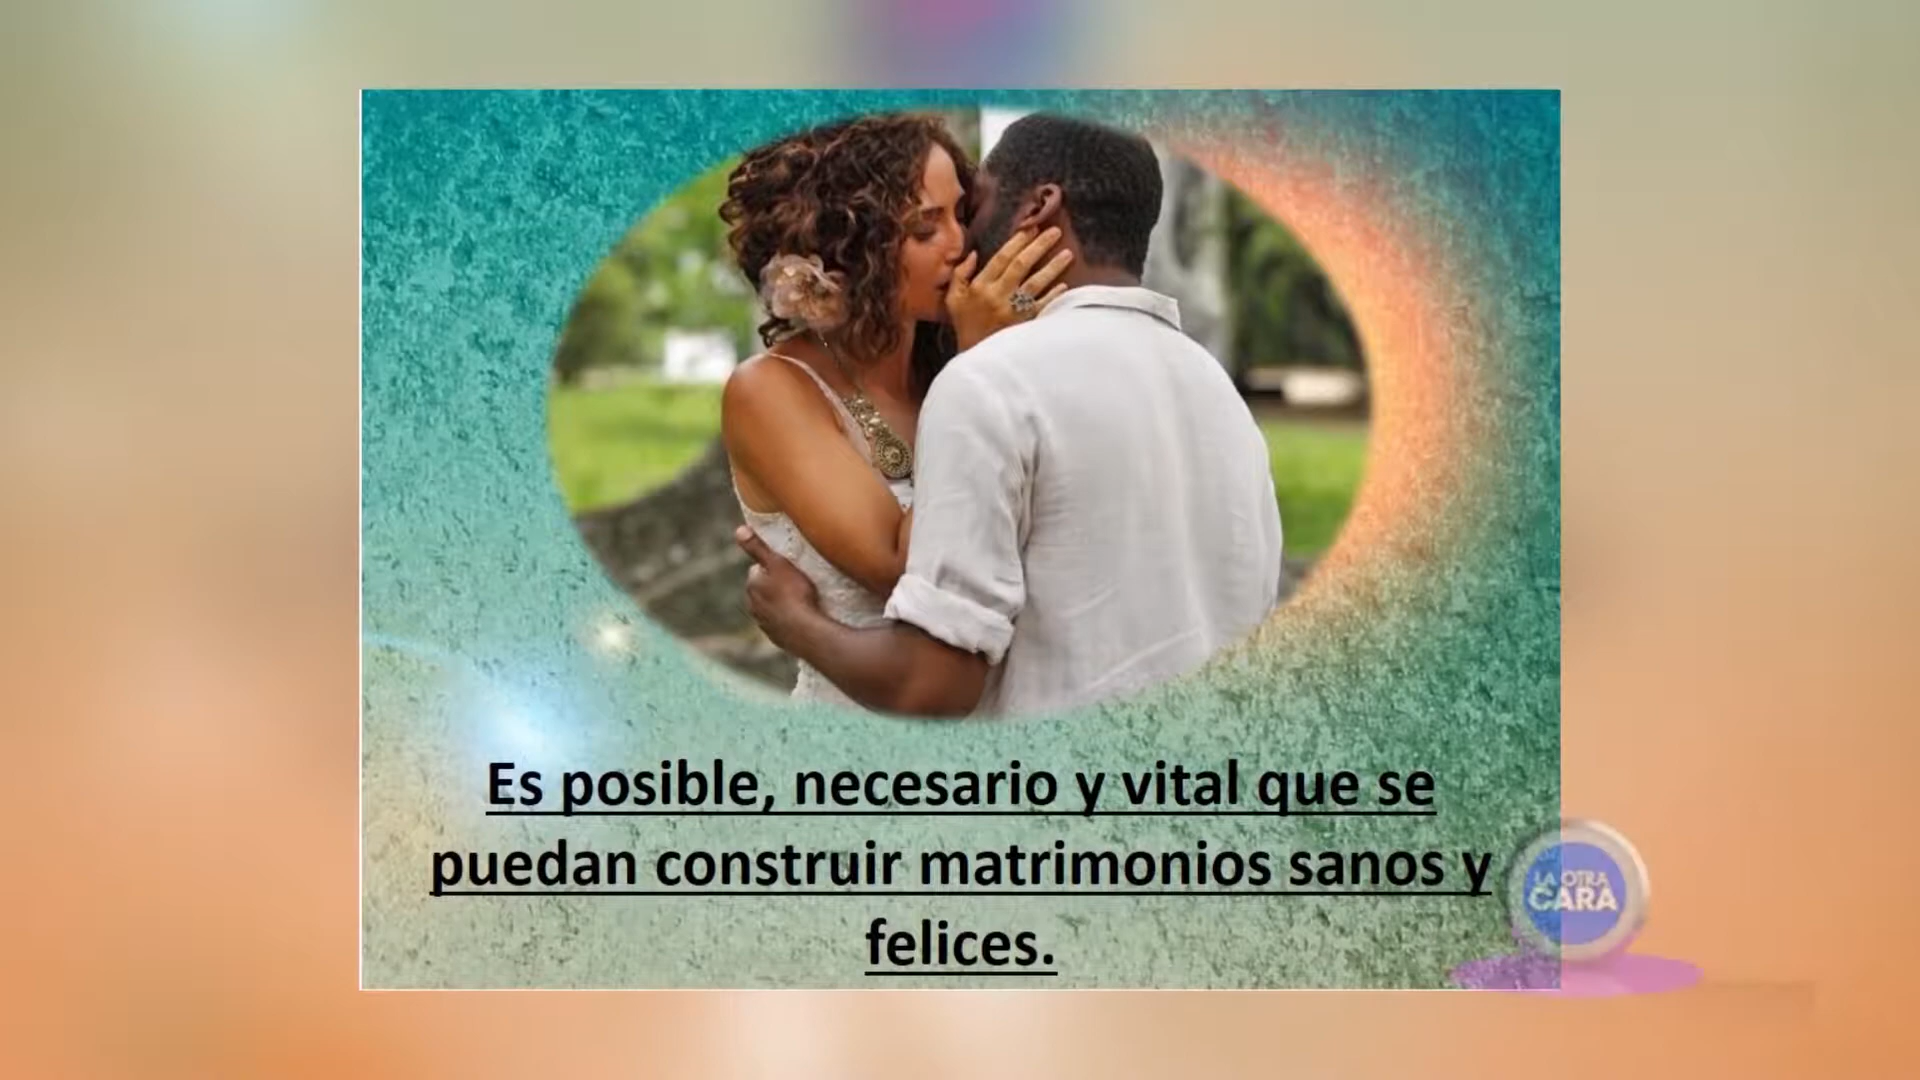 Es posible, necesario y vital que se
puedan construir matrimonios sanos y
felices.
LA OTRA
CARA